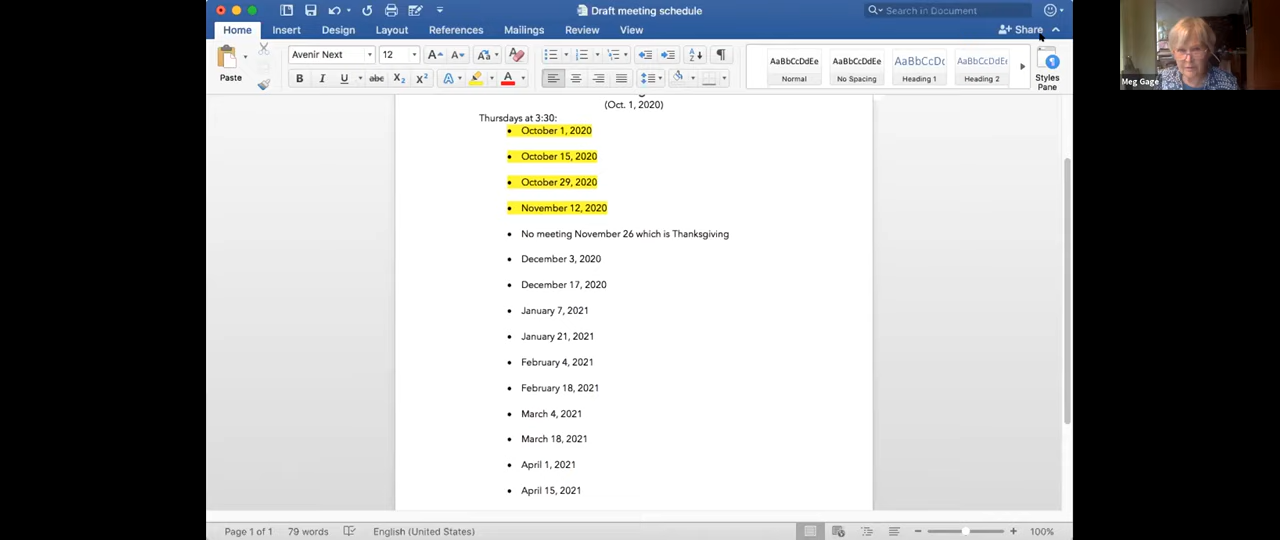 Draft meeting schedule
Search in Document
Home Insert Design Layout References Mailings Review View Share
Paste
Avenir Next 12
B I U abc X₂ X²
AaBbCcDdEe AaBbCcDdEe AaBbCcDc AaBbCcDdEe
Normal No Spacing Heading 1 Heading 2 Styles Pane
Meg Gage
(Oct. 1, 2020)
Thursdays at 3:30:
• October 1, 2020
• October 15, 2020
• October 29, 2020
• November 12, 2020
• No meeting November 26 which is Thanksgiving
• December 3, 2020
• December 17, 2020
• January 7, 2021
• January 21, 2021
• February 4, 2021
• February 18, 2021
• March 4, 2021
• March 18, 2021
• April 1, 2021
• April 15, 2021
Page 1 of 1 79 words English (United States) 100%